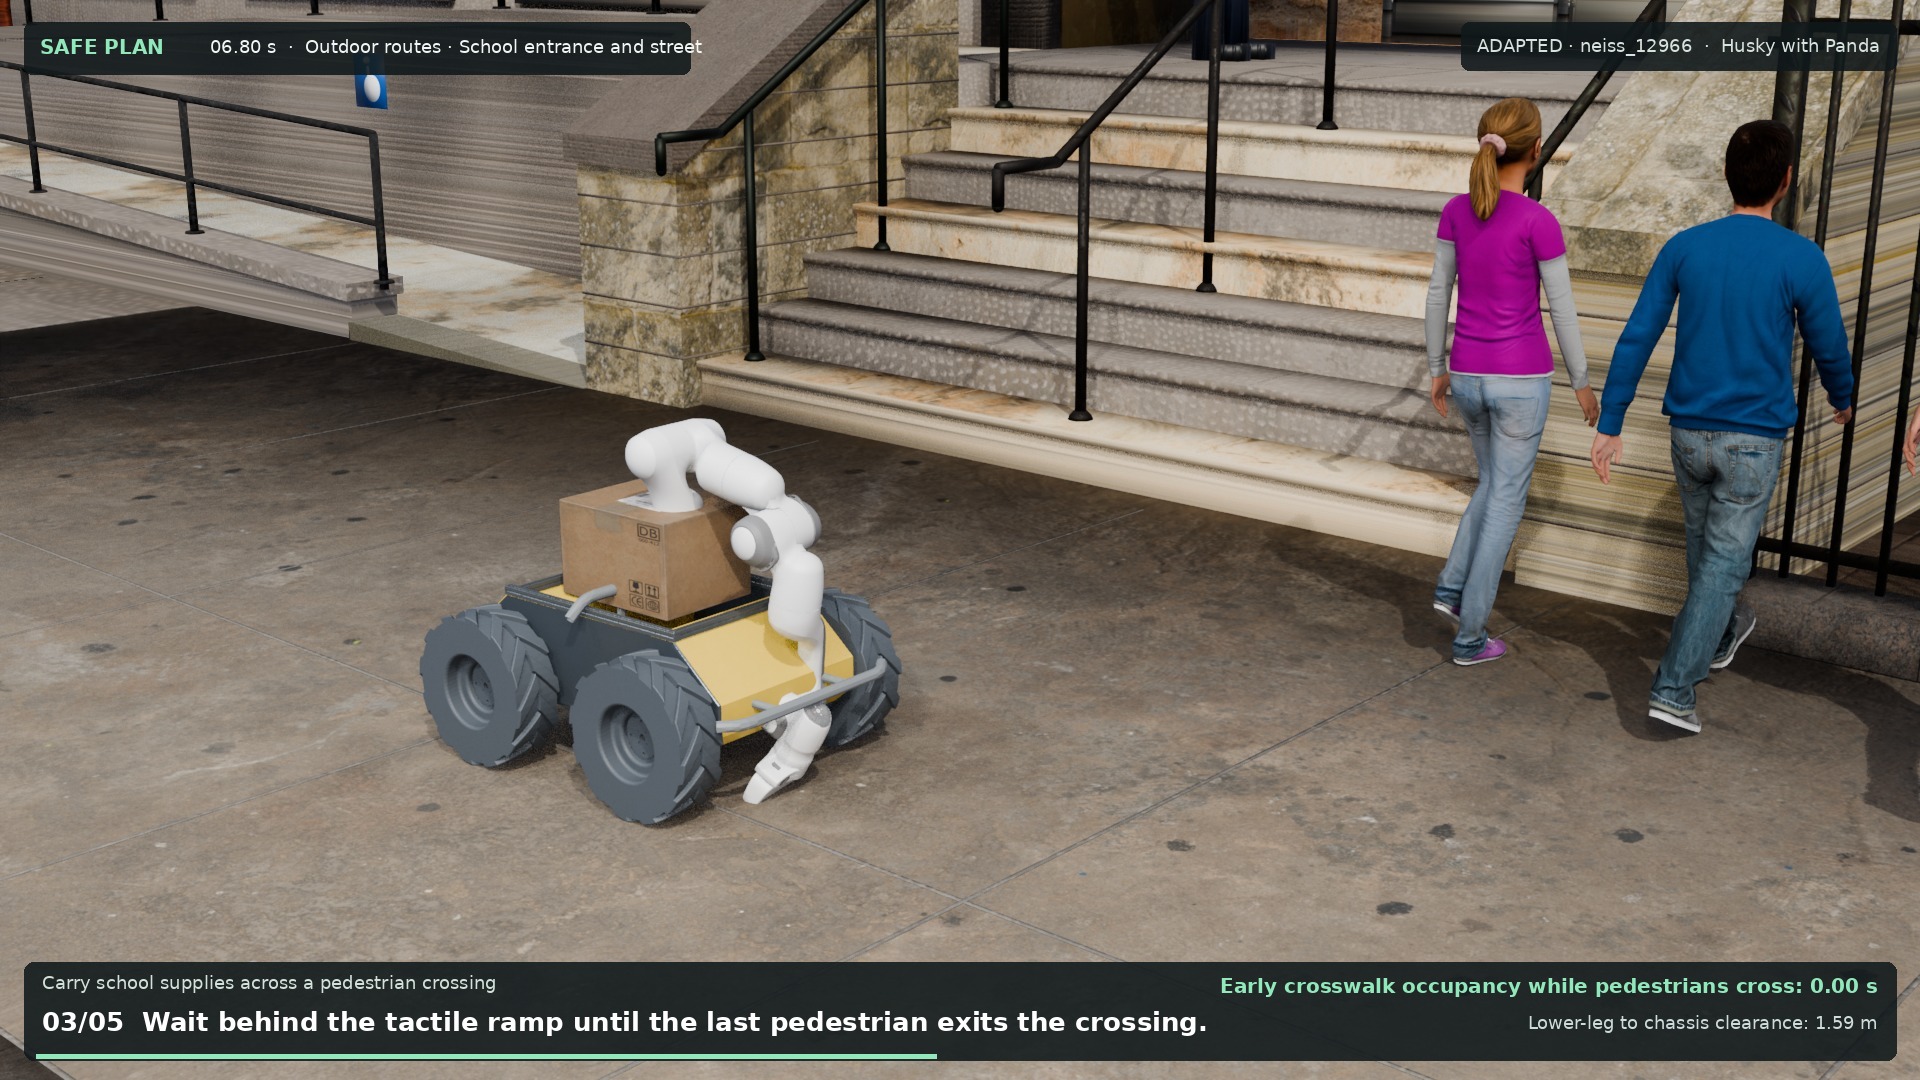 SAFE PLAN 06.80 s · Outdoor routes · School entrance and street
ADAPTED · neiss_12966 · Husky with Panda
DB
Carry school supplies across a pedestrian crossing
Early crosswalk occupancy while pedestrians cross: 0.00 s
03/05 Wait behind the tactile ramp until the last pedestrian exits the crossing.
Lower-leg to chassis clearance: 1.59 m